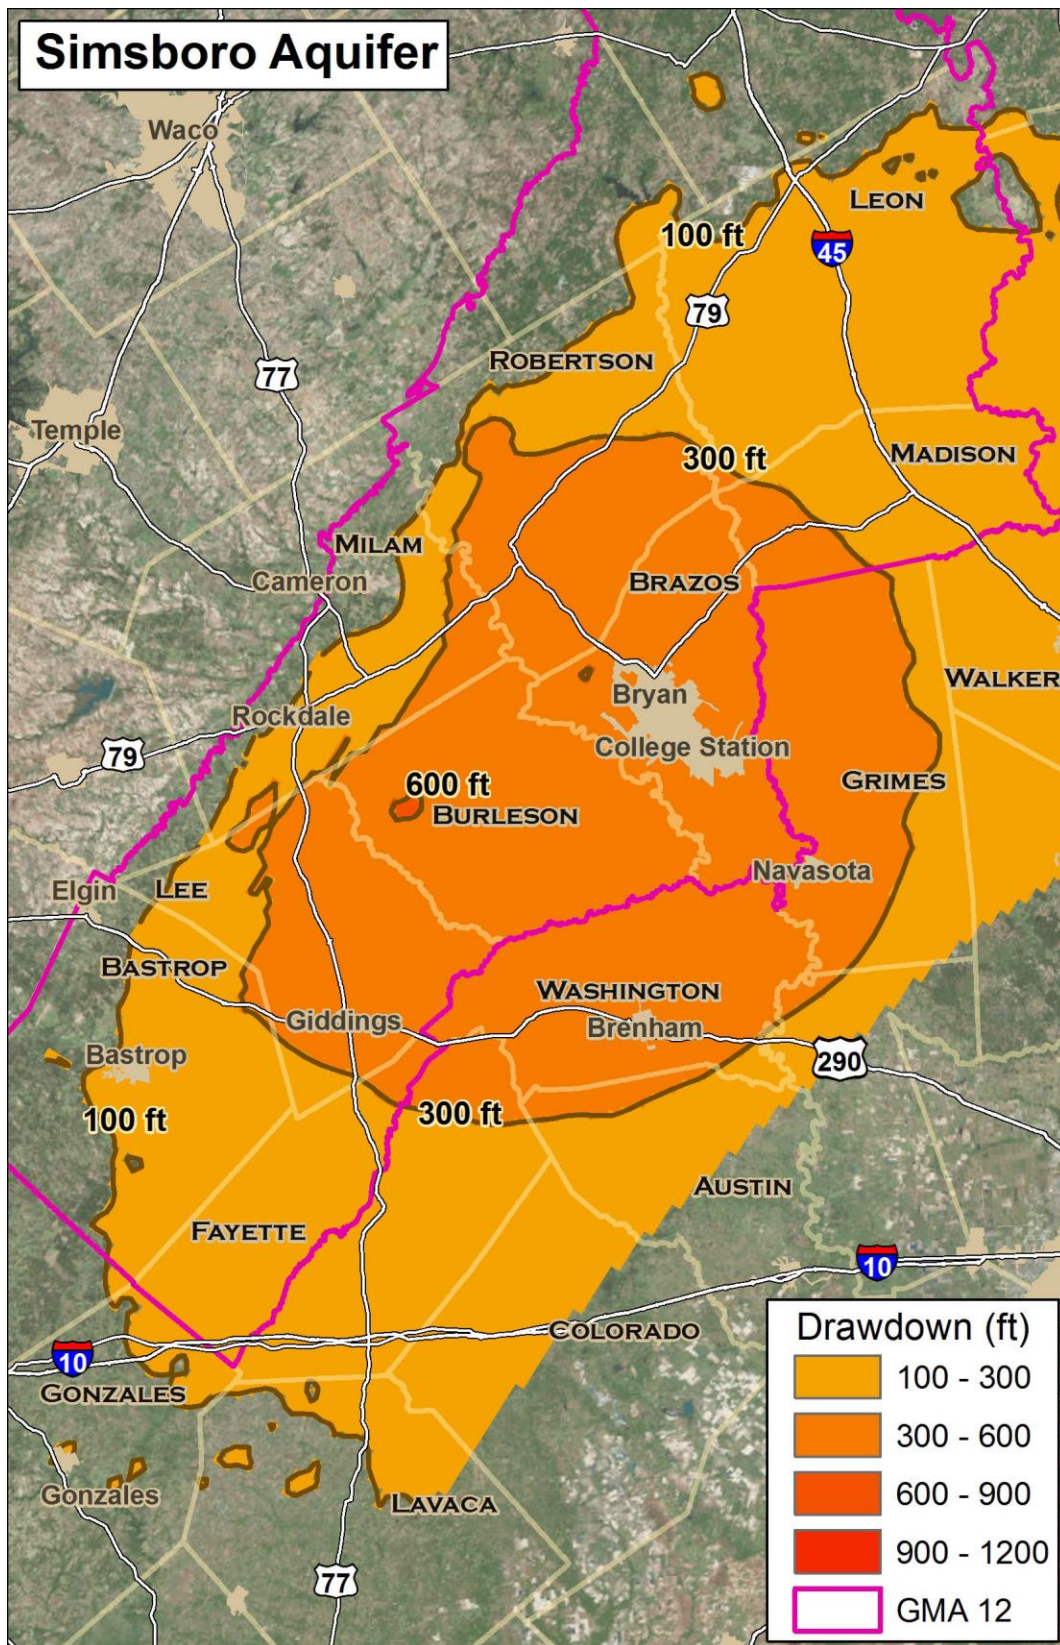 Simsboro Aquifer
Waco
LEON
100 ft
45
79
77
ROBERTSON
Temple
300 ft
MADISON
MILAM
Cameron
BRAZOS
WALKER
Bryan
Rockdale
College Station
79
600 ft
GRIMES
BURLESON
Navasota
Elgin
LEE
BASTROP
WASHINGTON
Giddings
Brenham
Bastrop
290
100 ft
300 ft
AUSTIN
FAYETTE
10
COLORADO
10
GONZALES
Gonzales
LAVACA
77
Drawdown (ft)
100 - 300
300 - 600
600 - 900
900 - 1200
GMA 12